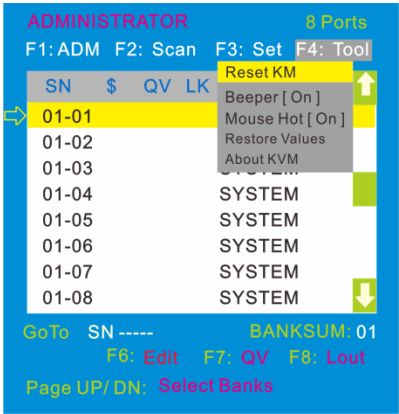 ADMINISTRATOR 8 Ports
F1: ADM F2: Scan F3: Set F4: Tool
SN $ QV LK
Reset KM
Beeper [ On ]
Mouse Hot [ On ]
Restore Values
About KVM
01-01
01-02
01-03
01-04 SYSTEM
01-05 SYSTEM
01-06 SYSTEM
01-07 SYSTEM
01-08 SYSTEM
GoTo SN ----- BANKSUM: 01
F6: Edit F7: QV F8: Lout
Page UP/ DN: Select Banks